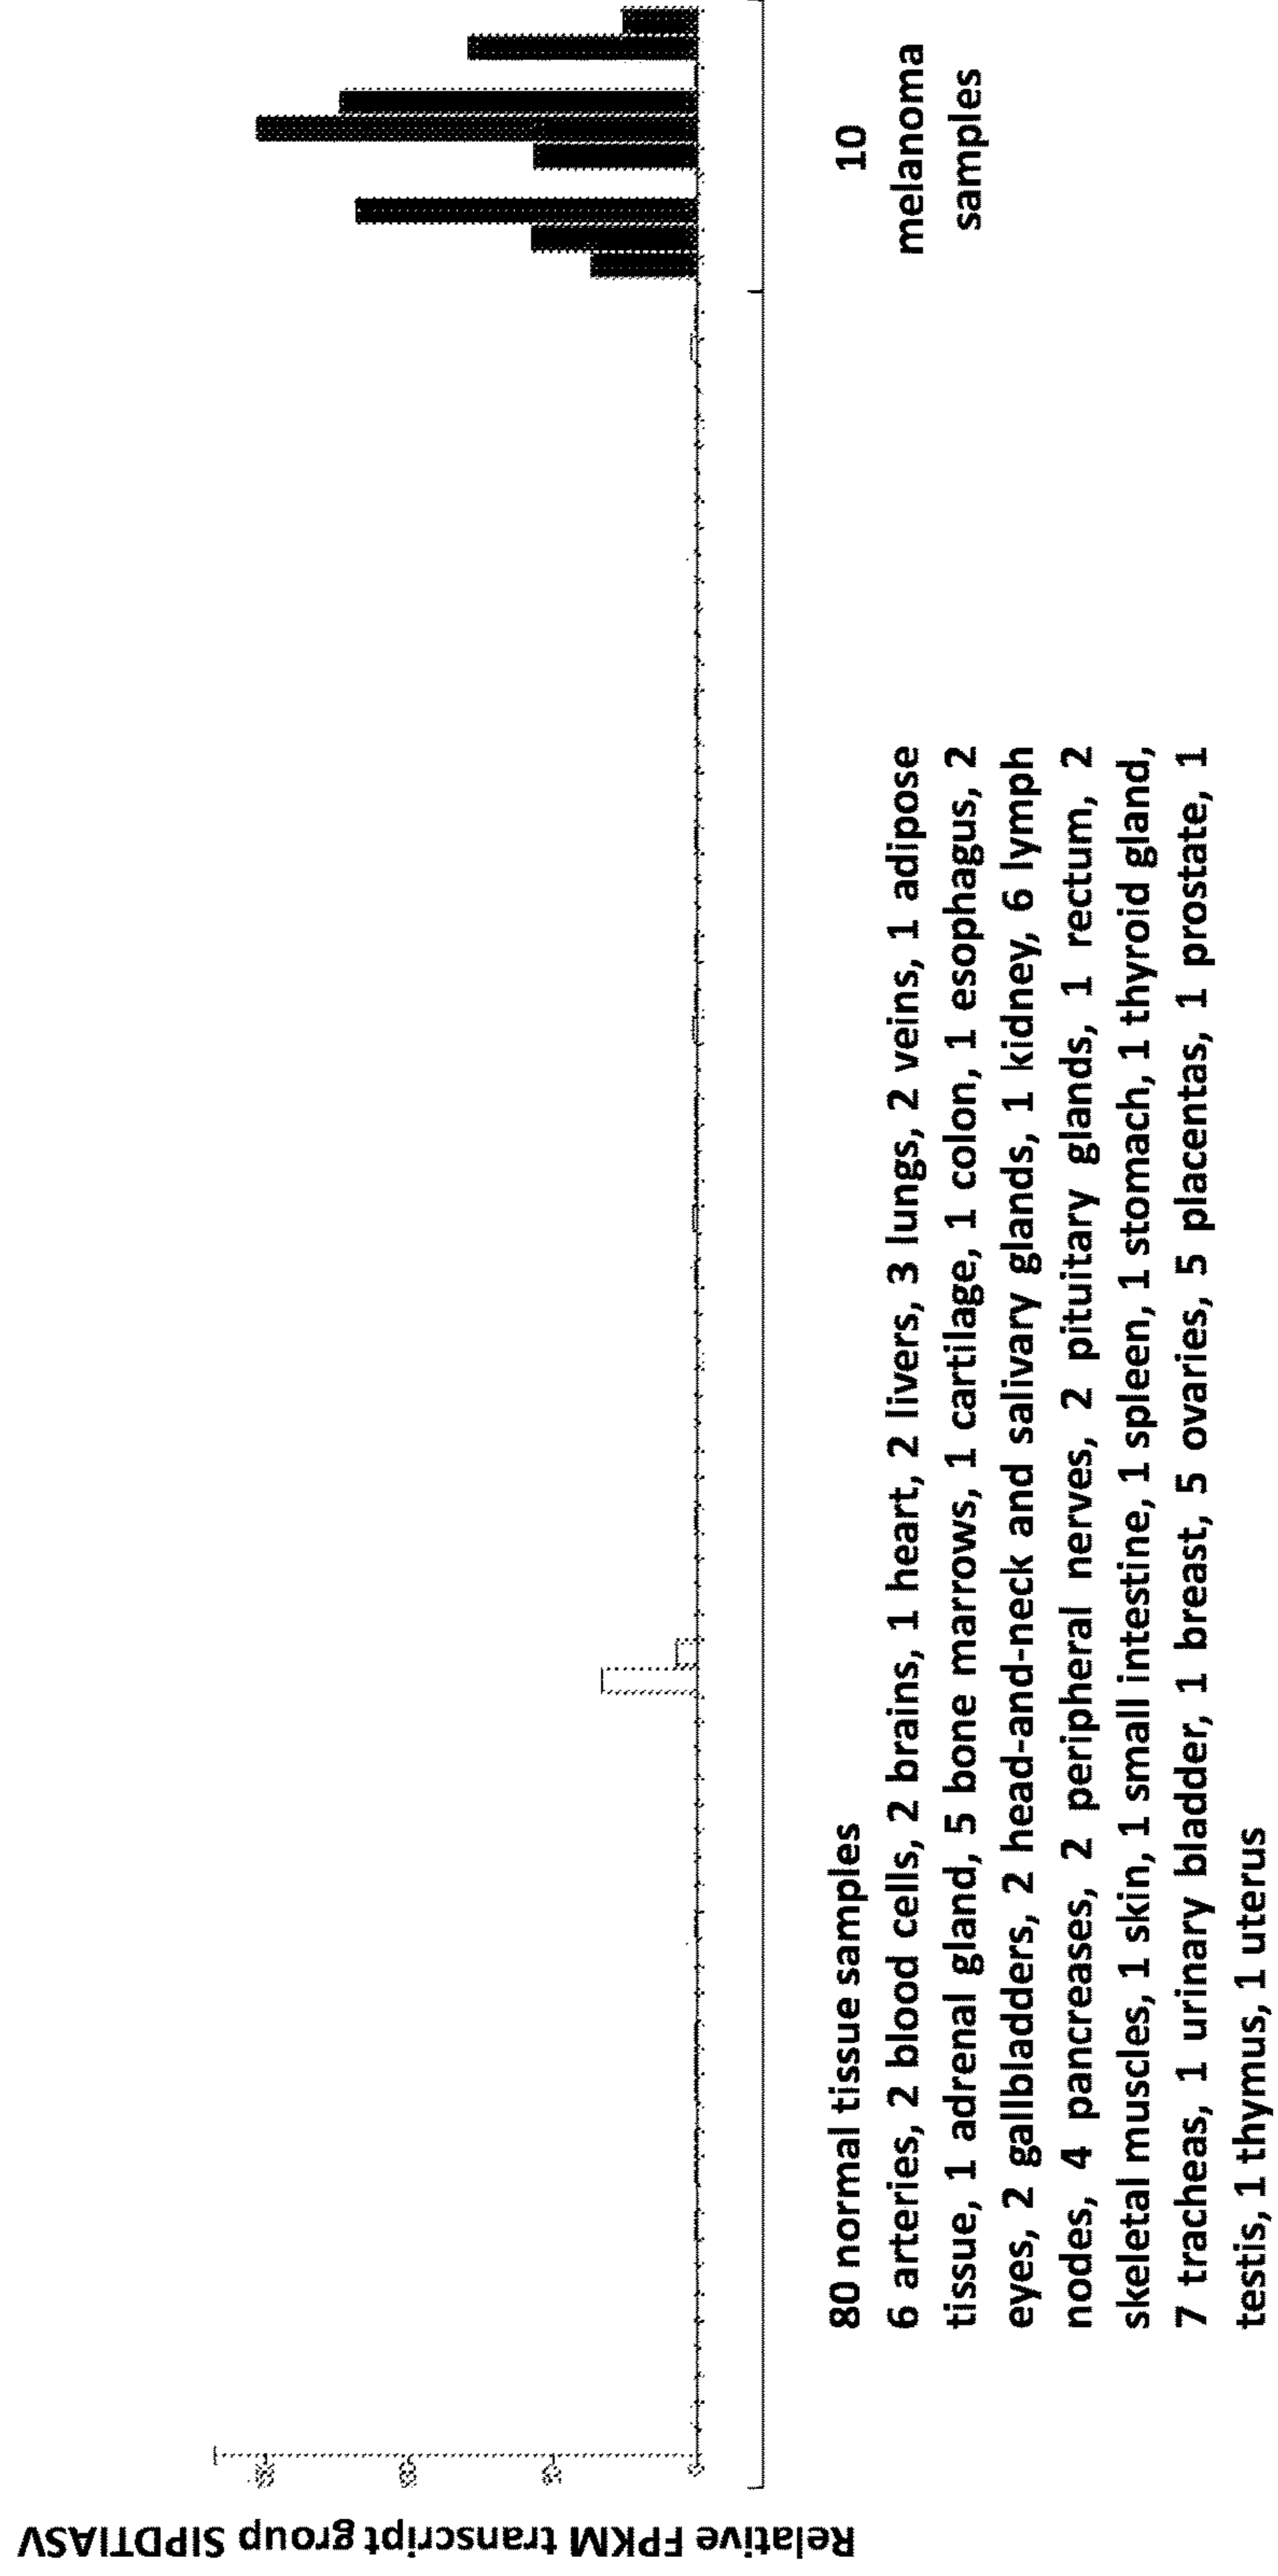 Relative FPKM transcript group SIPDTIASV
0
80 normal tissue samples
6 arteries, 2 blood cells, 2 brains, 1 heart, 2 livers, 3 lungs, 2 veins, 1 adipose
tissue, 1 adrenal gland, 5 bone marrows, 1 cartilage, 1 colon, 1 esophagus, 2
eyes, 2 gallbladders, 2 head-and-neck and salivary glands, 1 kidney, 6 lymph
nodes, 4 pancreases, 2 peripheral nerves, 2 pituitary glands, 1 rectum, 2
skeletal muscles, 1 skin, 1 small intestine, 1 spleen, 1 stomach, 1 thyroid gland,
7 tracheas, 1 urinary bladder, 1 breast, 5 ovaries, 5 placentas, 1 prostate, 1
testis, 1 thymus, 1 uterus
10
melanoma
samples